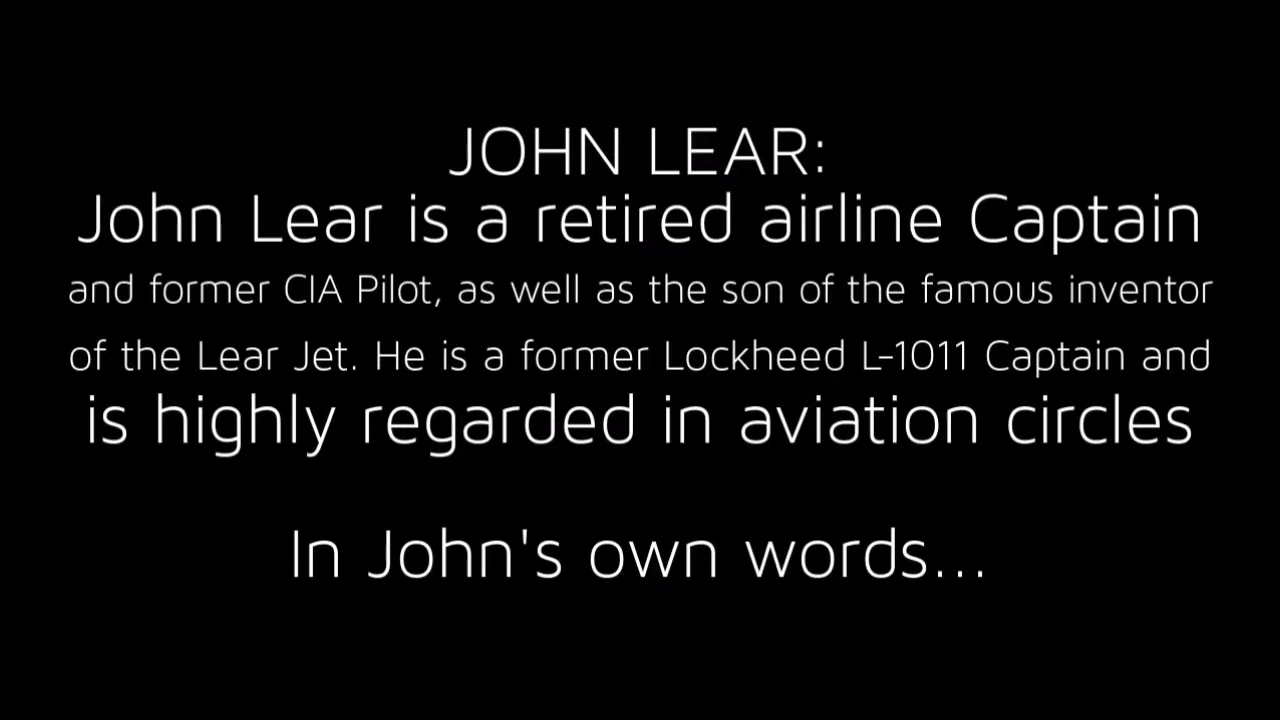 JOHN LEAR:
John Lear is a retired airline Captain
and former CIA Pilot, as well as the son of the famous inventor
of the Lear Jet. He is a former Lockheed L-1011 Captain and
is highly regarded in aviation circles
In John's own words...